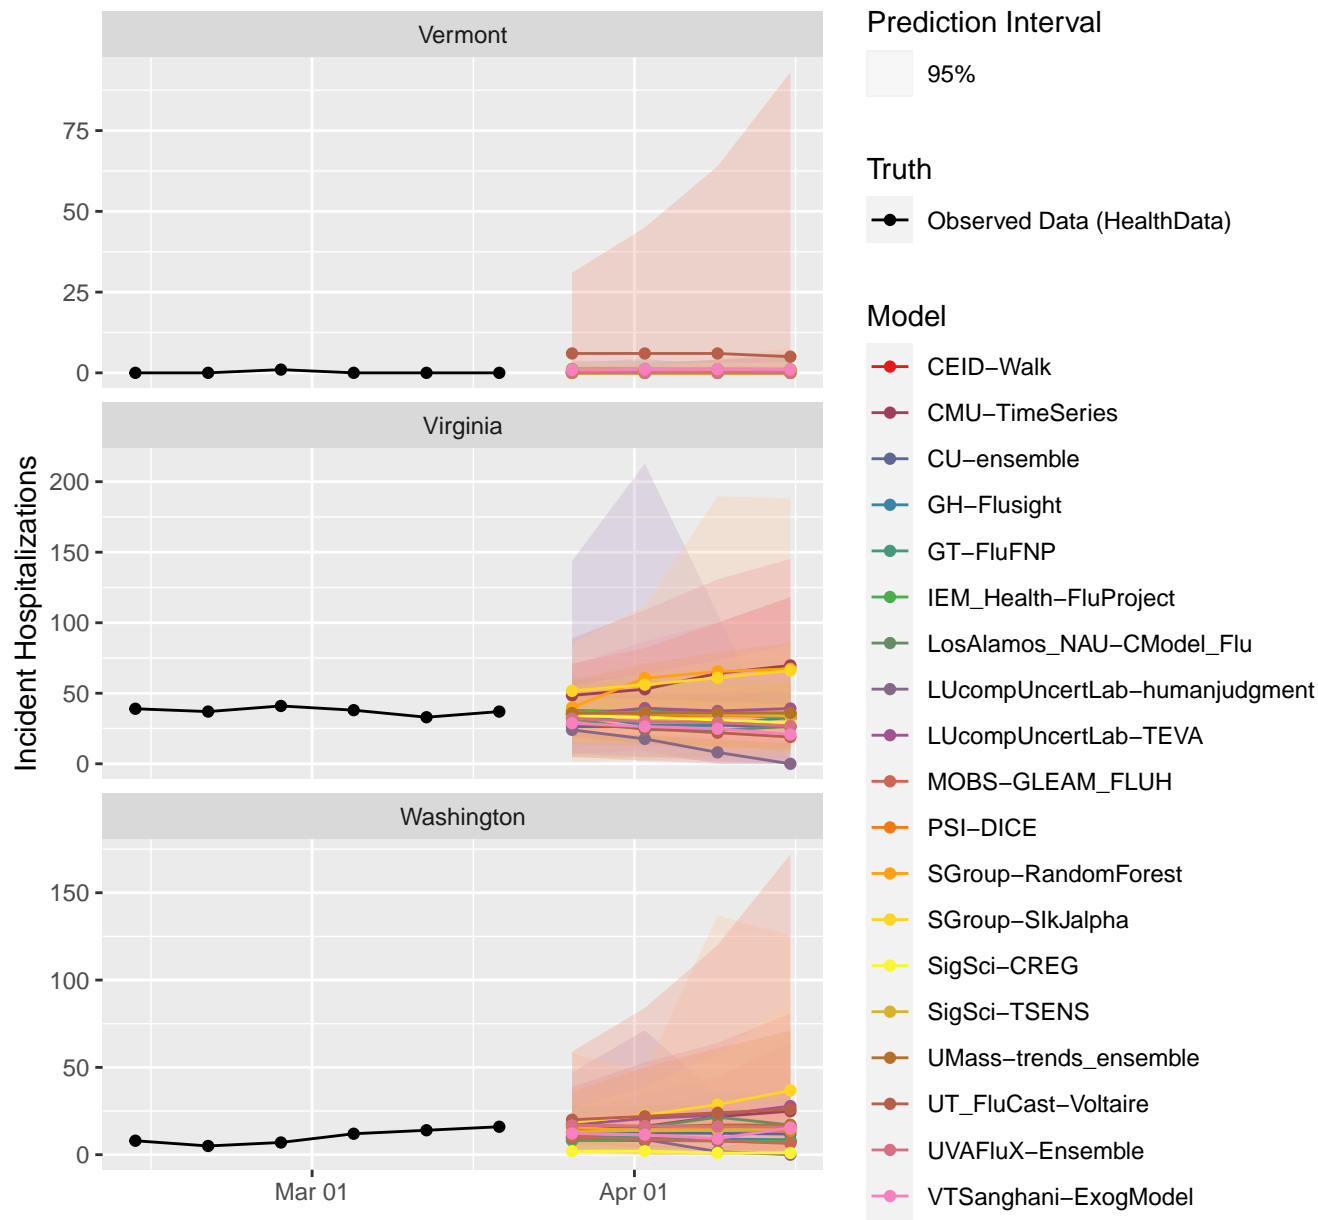 Vermont
75
50
25
0
Virginia
200
150
100
50
0
Washington
150
100
50
0
Mar 01
Apr 01
Incident Hospitalizations
Prediction Interval
95%
Truth
Observed Data (HealthData)
Model
CEID−Walk
CMU−TimeSeries
CU−ensemble
GH−Flusight
GT−FluFNP
IEM_Health−FluProject
LosAlamos_NAU−CModel_Flu
LUcompUncertLab−humanjudgment
LUcompUncertLab−TEVA
MOBS−GLEAM_FLUH
PSI−DICE
SGroup−RandomForest
SGroup−SIkJalpha
SigSci−CREG
SigSci−TSENS
UMass−trends_ensemble
UT_FluCast−Voltaire
UVAFluX−Ensemble
VTSanghani−ExogModel